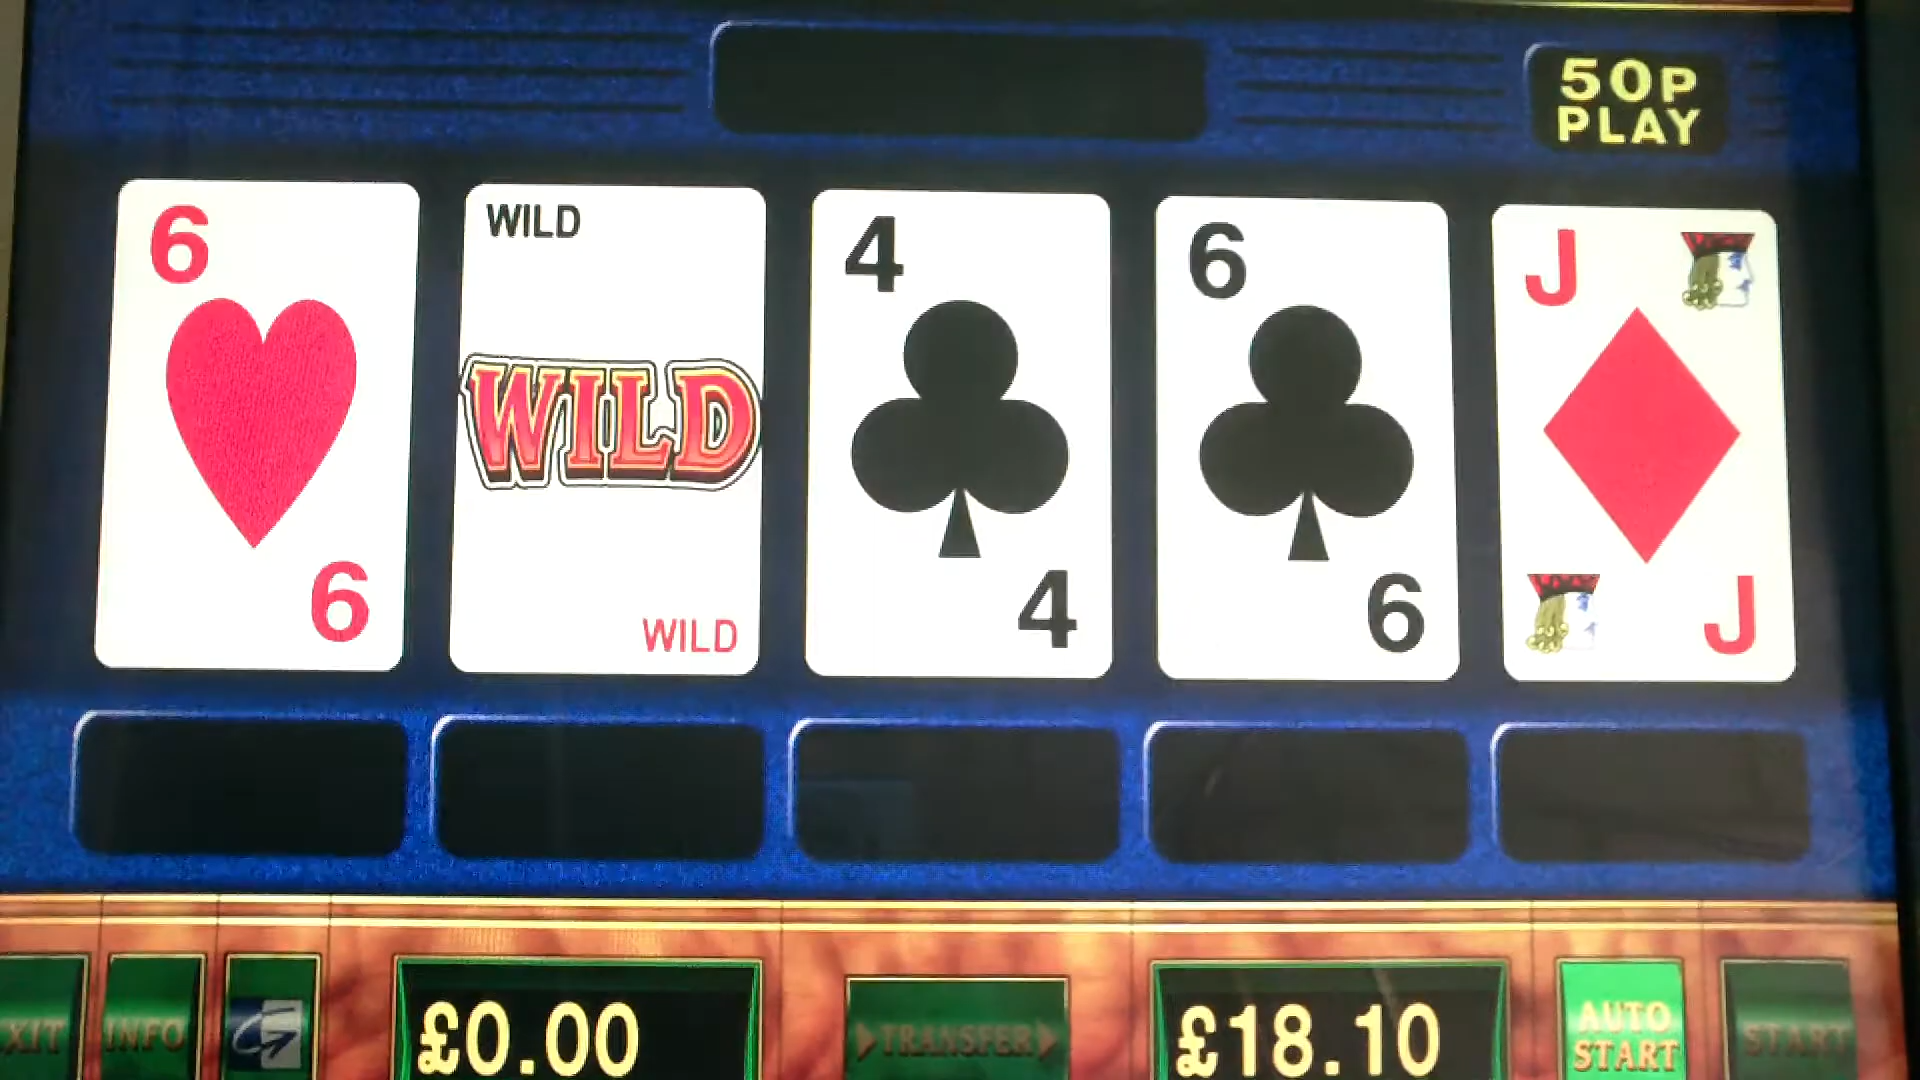 50P
PLAY
6
WILD
4
6
J
WILD
6
WILD
4
6
J
EXIT
INFO
£0.00
TRANSFER
£18.10
AUTO
START
START